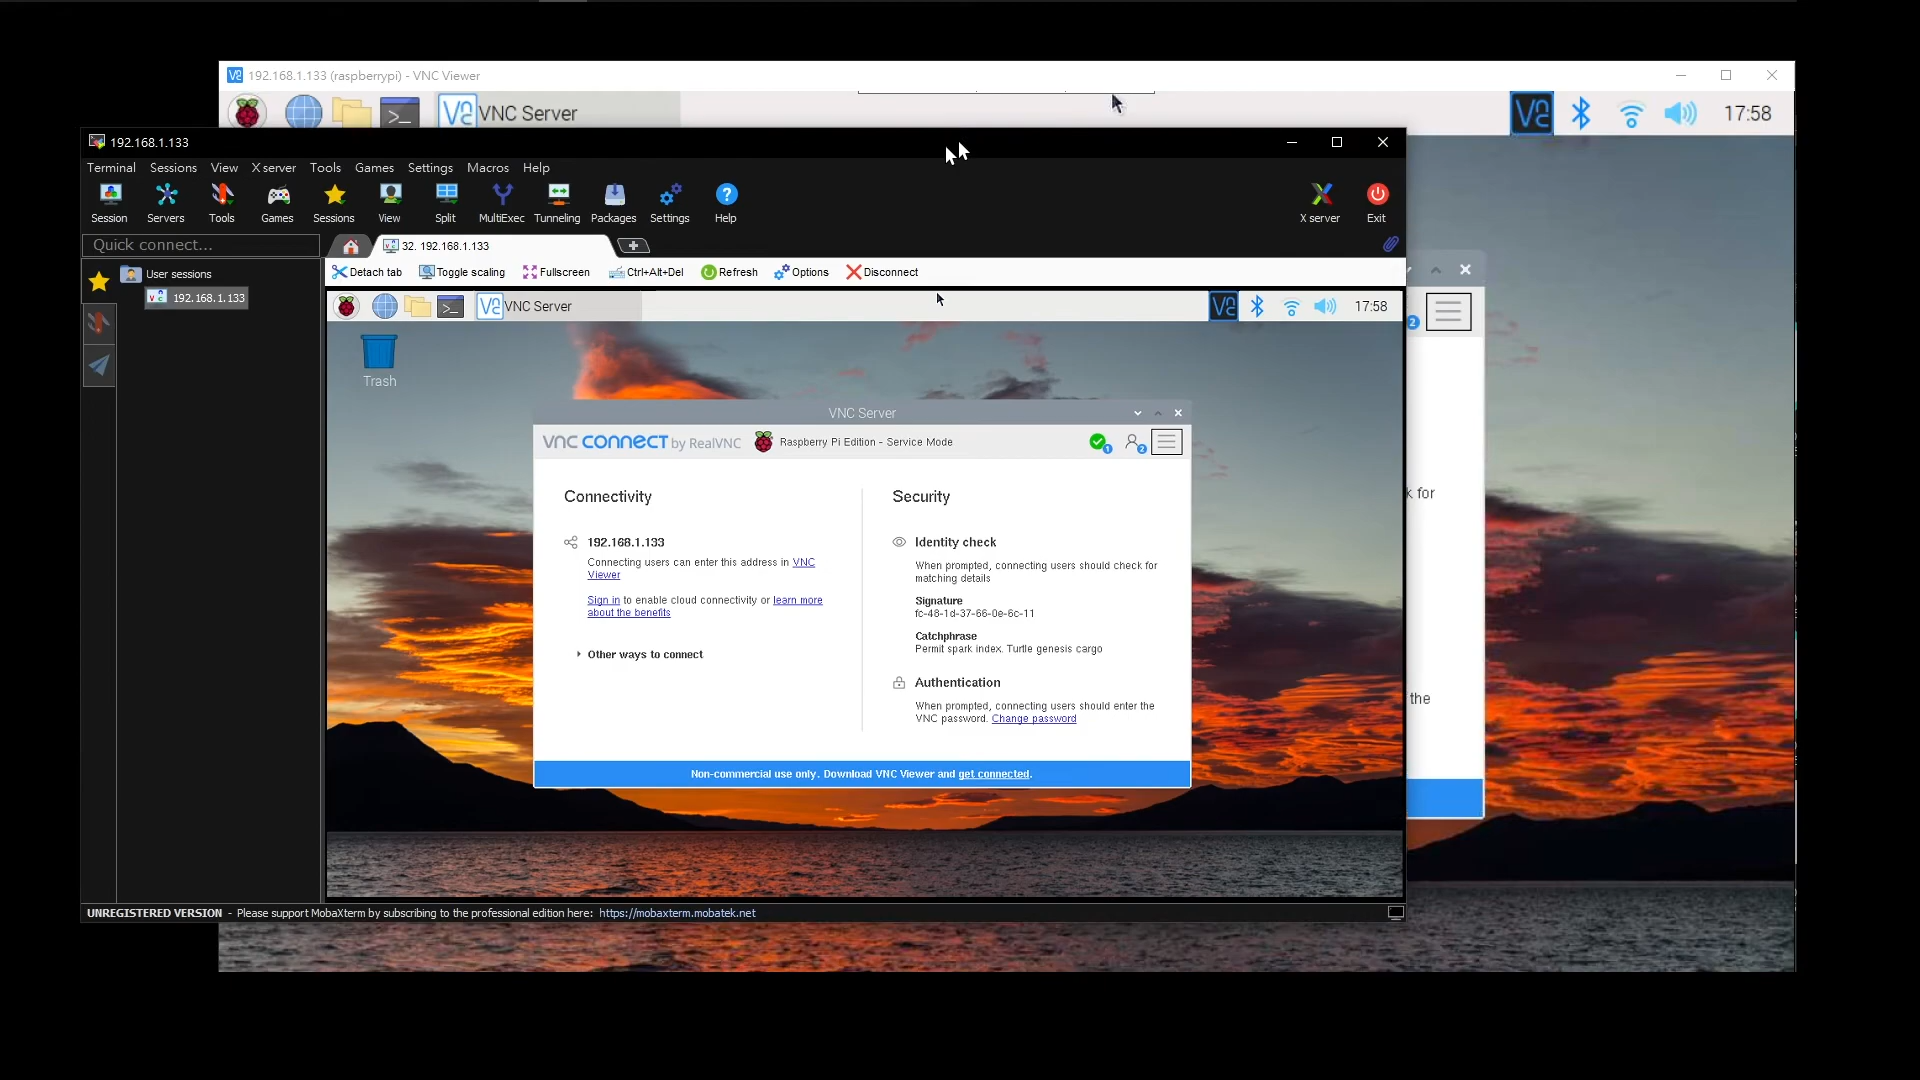 192.168.1.133 (raspberrypi) - VNC Viewer
VNC Server
17:58
192.168.1.133
Terminal Sessions View X server Tools Games Settings Macros Help
Session Servers Tools Games Sessions View Split MultiExec Tunneling Packages Settings Help X server Exit
Quick connect...
32. 192.168.1.133
Detach tab Toggle scaling Fullscreen Ctrl+Alt+Del Refresh Options Disconnect
User sessions
192.168.1.133
VNC Server
17:58
Trash
VNC Server
VNC CONNECT by RealVNC Raspberry Pi Edition - Service Mode
1 2
Connectivity
192.168.1.133
Connecting users can enter this address in VNC
Viewer
Sign in to enable cloud connectivity or learn more
about the benefits
Other ways to connect
Security
Identity check
When prompted, connecting users should check for
matching details
Signature
fc-48-1d-37-66-0e-6c-11
Catchphrase
Permit spark index. Turtle genesis cargo
Authentication
When prompted, connecting users should enter the
VNC password. Change password
Non-commercial use only. Download VNC Viewer and get connected.
2
k for
the
UNREGISTERED VERSION - Please support MobaXterm by subscribing to the professional edition here: https://mobaxterm.mobatek.net